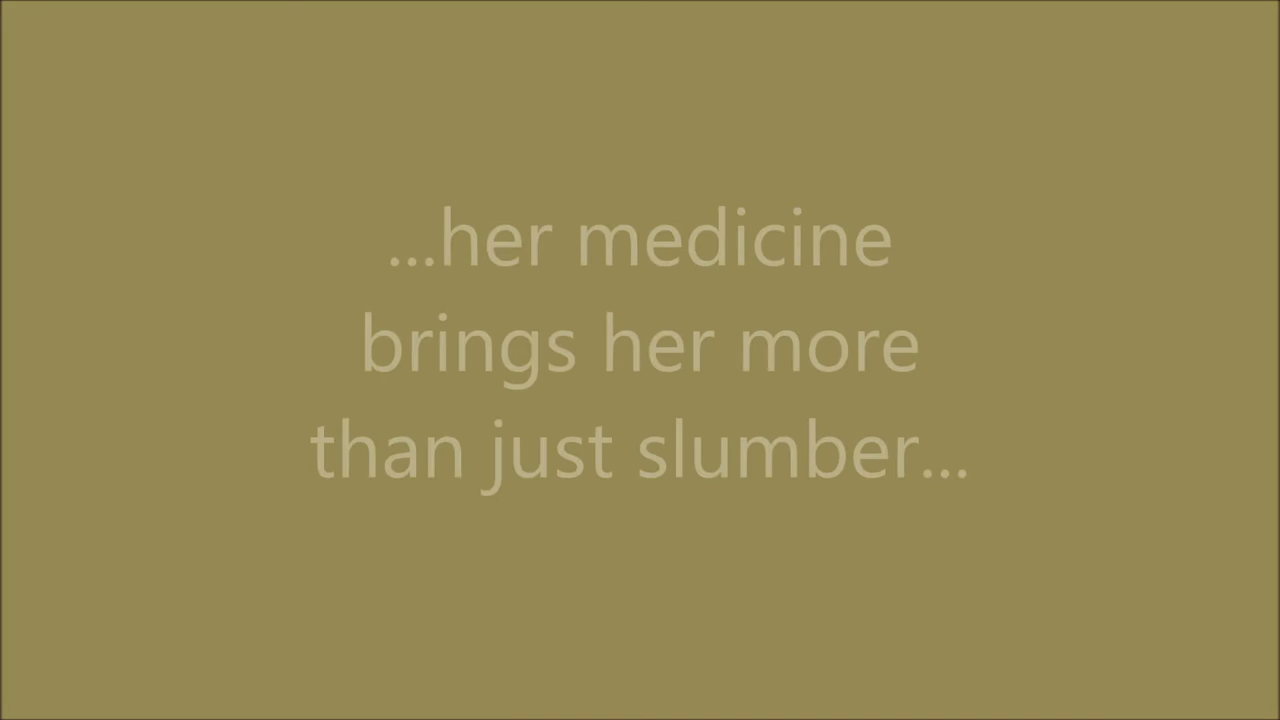 ...her medicine
brings her more
than just slumber...